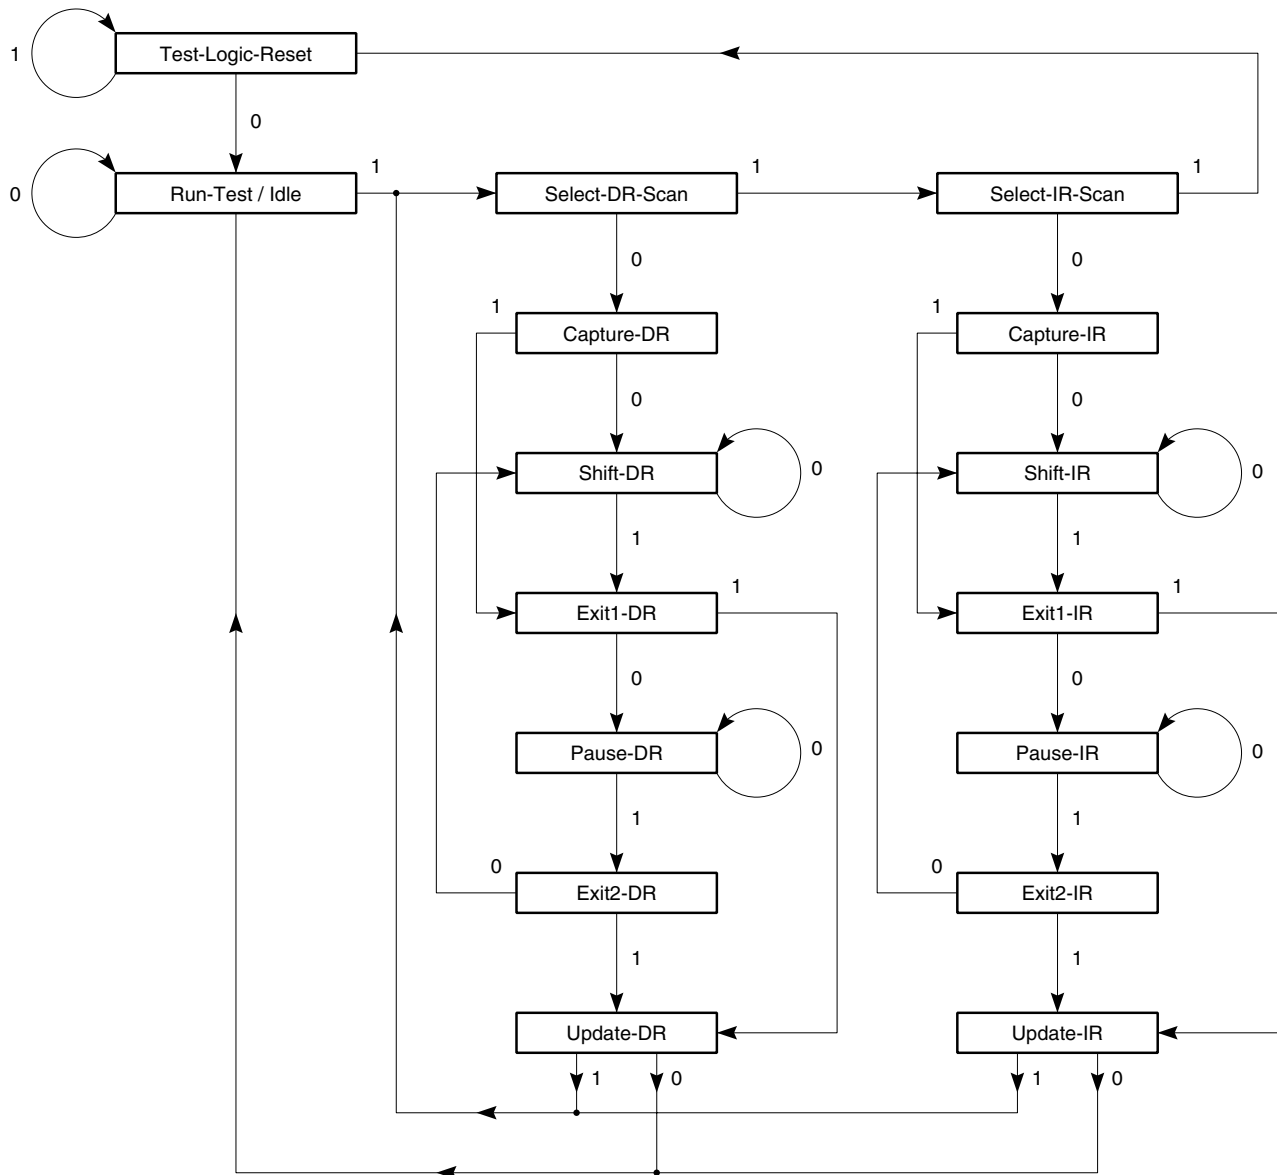 Test-Logic-Reset
1
0
Run-Test / Idle
0
1
Select-DR-Scan
1
Select-IR-Scan
1
0
0
1
Capture-DR
1
Capture-IR
0
0
Shift-DR
0
Shift-IR
0
1
1
Exit1-DR
1
Exit1-IR
1
0
0
Pause-DR
0
Pause-IR
0
1
1
0
Exit2-DR
0
Exit2-IR
1
1
Update-DR
Update-IR
1
0
1
0